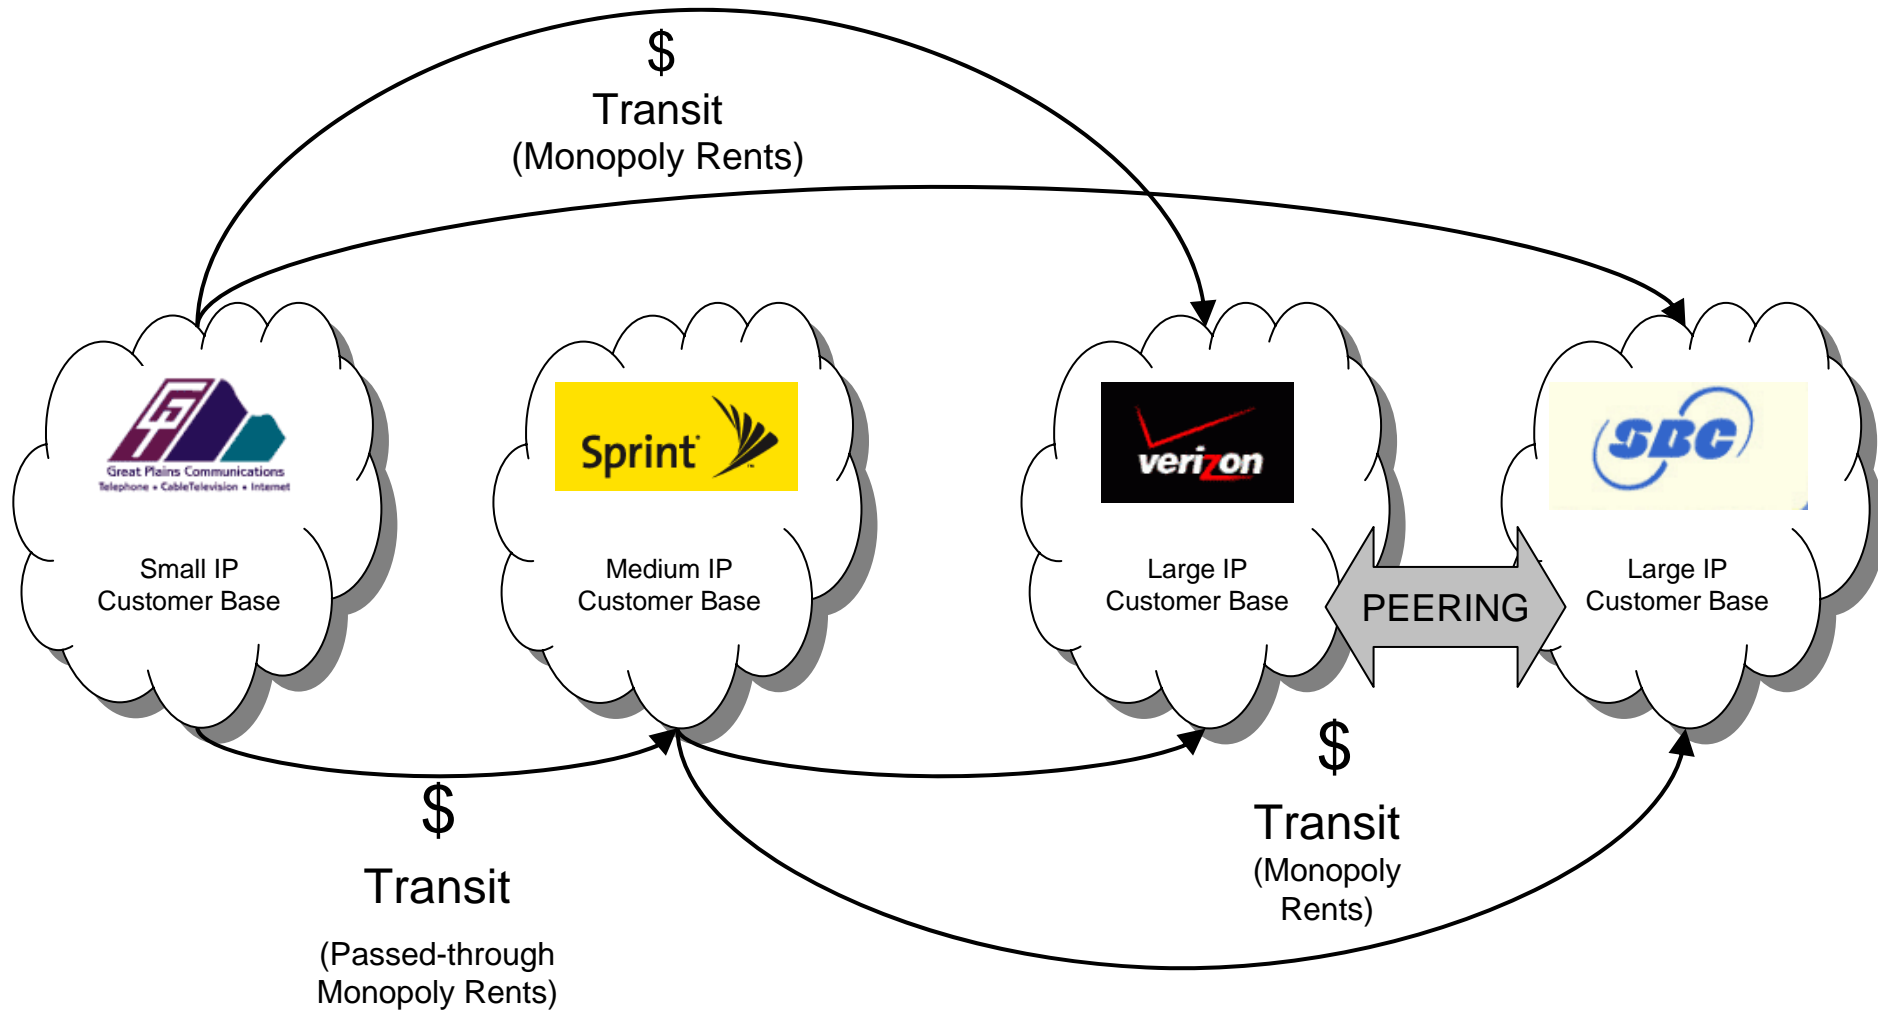 $
Transit
(Monopoly Rents)
GPT
Great Plains Communications
Telephone • CableTelevision • Internet
Small IP
Customer Base
Sprint
Medium IP
Customer Base
verizon
Large IP
Customer Base
PEERING
SBC
Large IP
Customer Base
$
Transit
(Passed-through
Monopoly Rents)
$
Transit
(Monopoly
Rents)